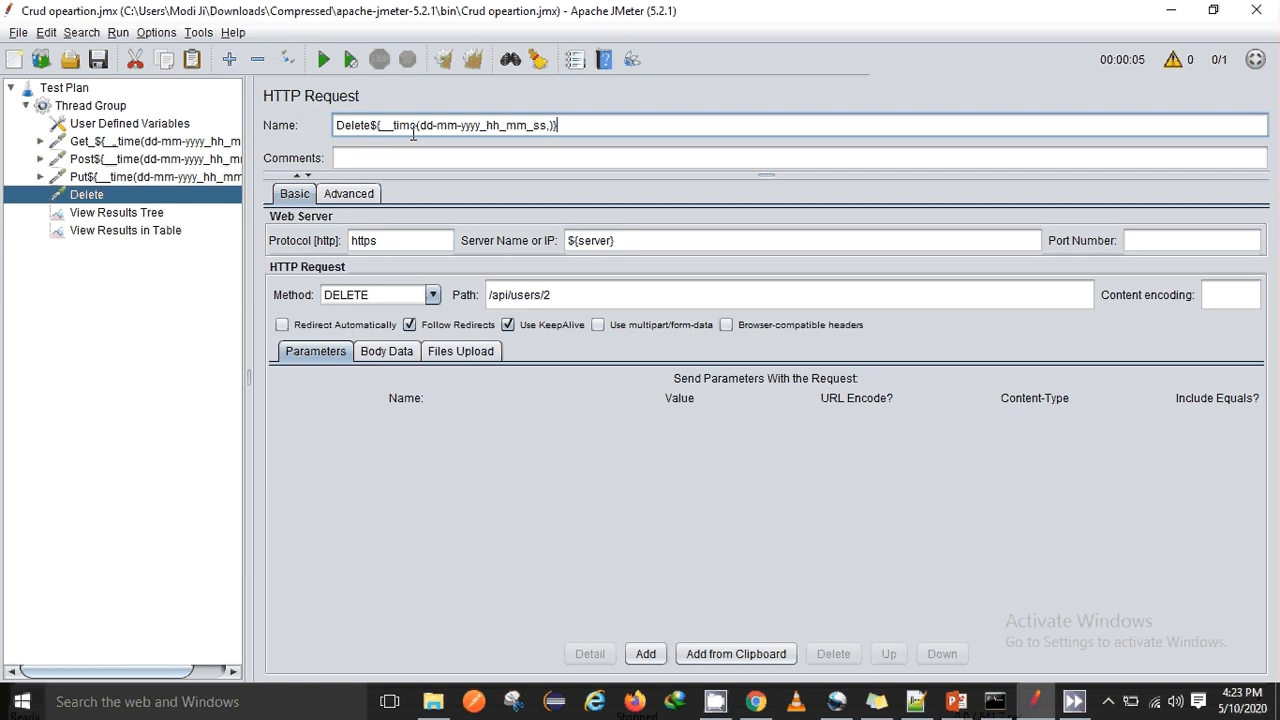 Crud opeartion.jmx (C:\Users\Modi Ji\Downloads\Compressed\apache-jmeter-5.2.1\bin\Crud opeartion.jmx) - Apache JMeter (5.2.1)
File Edit Search Run Options Tools Help
00:00:05 0 0/1
Test Plan
Thread Group
User Defined Variables
Get_${__time(dd-mm-yyyy_hh_m
Post${__time(dd-mm-yyyy_hh_m
Put${__time(dd-mm-yyyy_hh_mm
Delete
View Results Tree
View Results in Table
HTTP Request
Name: Delete${__time(dd-mm-yyyy_hh_mm_ss,)}
Comments:
Basic Advanced
Web Server
Protocol [http]: https Server Name or IP: ${server} Port Number:
HTTP Request
Method: DELETE Path: /api/users/2 Content encoding:
Redirect Automatically Follow Redirects Use KeepAlive Use multipart/form-data Browser-compatible headers
Parameters Body Data Files Upload
Send Parameters With the Request:
Name: Value URL Encode? Content-Type Include Equals?
Activate Windows
Go to Settings to activate Windows.
Detail Add Add from Clipboard Delete Up Down
Search the web and Windows
4:23 PM
5/10/2020